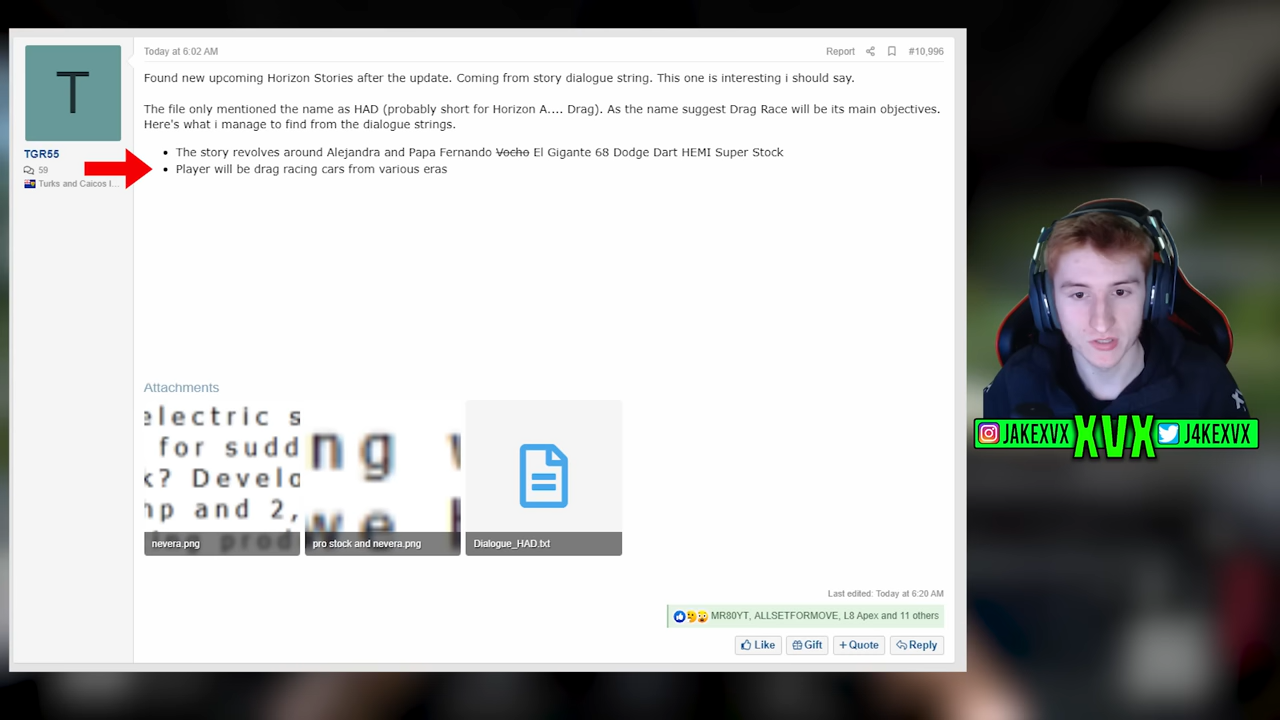 T
Today at 6:02 AM
Report
#10,996
Found new upcoming Horizon Stories after the update. Coming from story dialogue string. This one is interesting i should say.
The file only mentioned the name as HAD (probably short for Horizon A.... Drag). As the name suggest Drag Race will be its main objectives.
Here's what i manage to find from the dialogue strings.
TGR55
59
Turks and Caicos I...
• The story revolves around Alejandra and Papa Fernando Vocho El Gigante 68 Dodge Dart HEMI Super Stock
• Player will be drag racing cars from various eras
JAKEXVX XVX J4KEXVX
Attachments
electric s
for sudd
k? Develo
hp and 2,
ng
we
nevera.png
pro stock and nevera.png
Dialogue_HAD.txt
Last edited: Today at 6:20 AM
MR80YT, ALLSETFORMOVE, L8 Apex and 11 others
Like
Gift
+ Quote
Reply